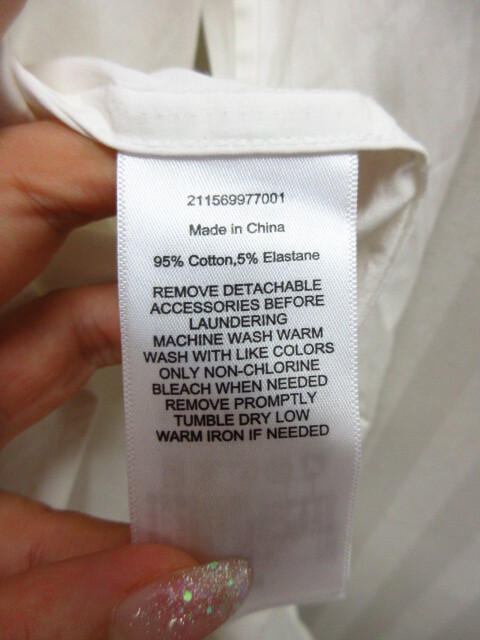 211569977001
Made in China
95% Cotton,5% Elastane
REMOVE DETACHABLE
ACCESSORIES BEFORE
LAUNDERING
MACHINE WASH WARM
WASH WITH LIKE COLORS
ONLY NON-CHLORINE
BLEACH WHEN NEEDED
REMOVE PROMPTLY
TUMBLE DRY LOW
WARM IRON IF NEEDED